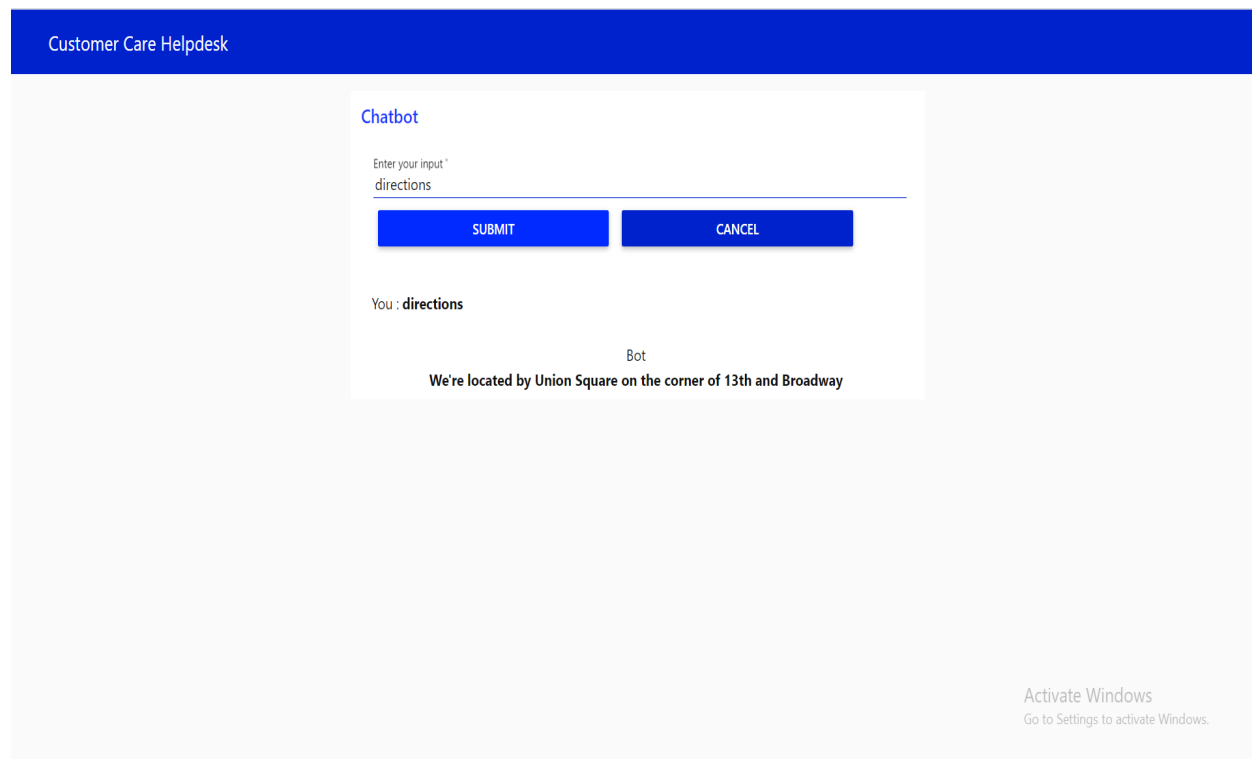 Customer Care Helpdesk
Chatbot
Enter your input *
directions
SUBMIT CANCEL
You : directions
Bot
We're located by Union Square on the corner of 13th and Broadway
Activate Windows
Go to Settings to activate Windows.